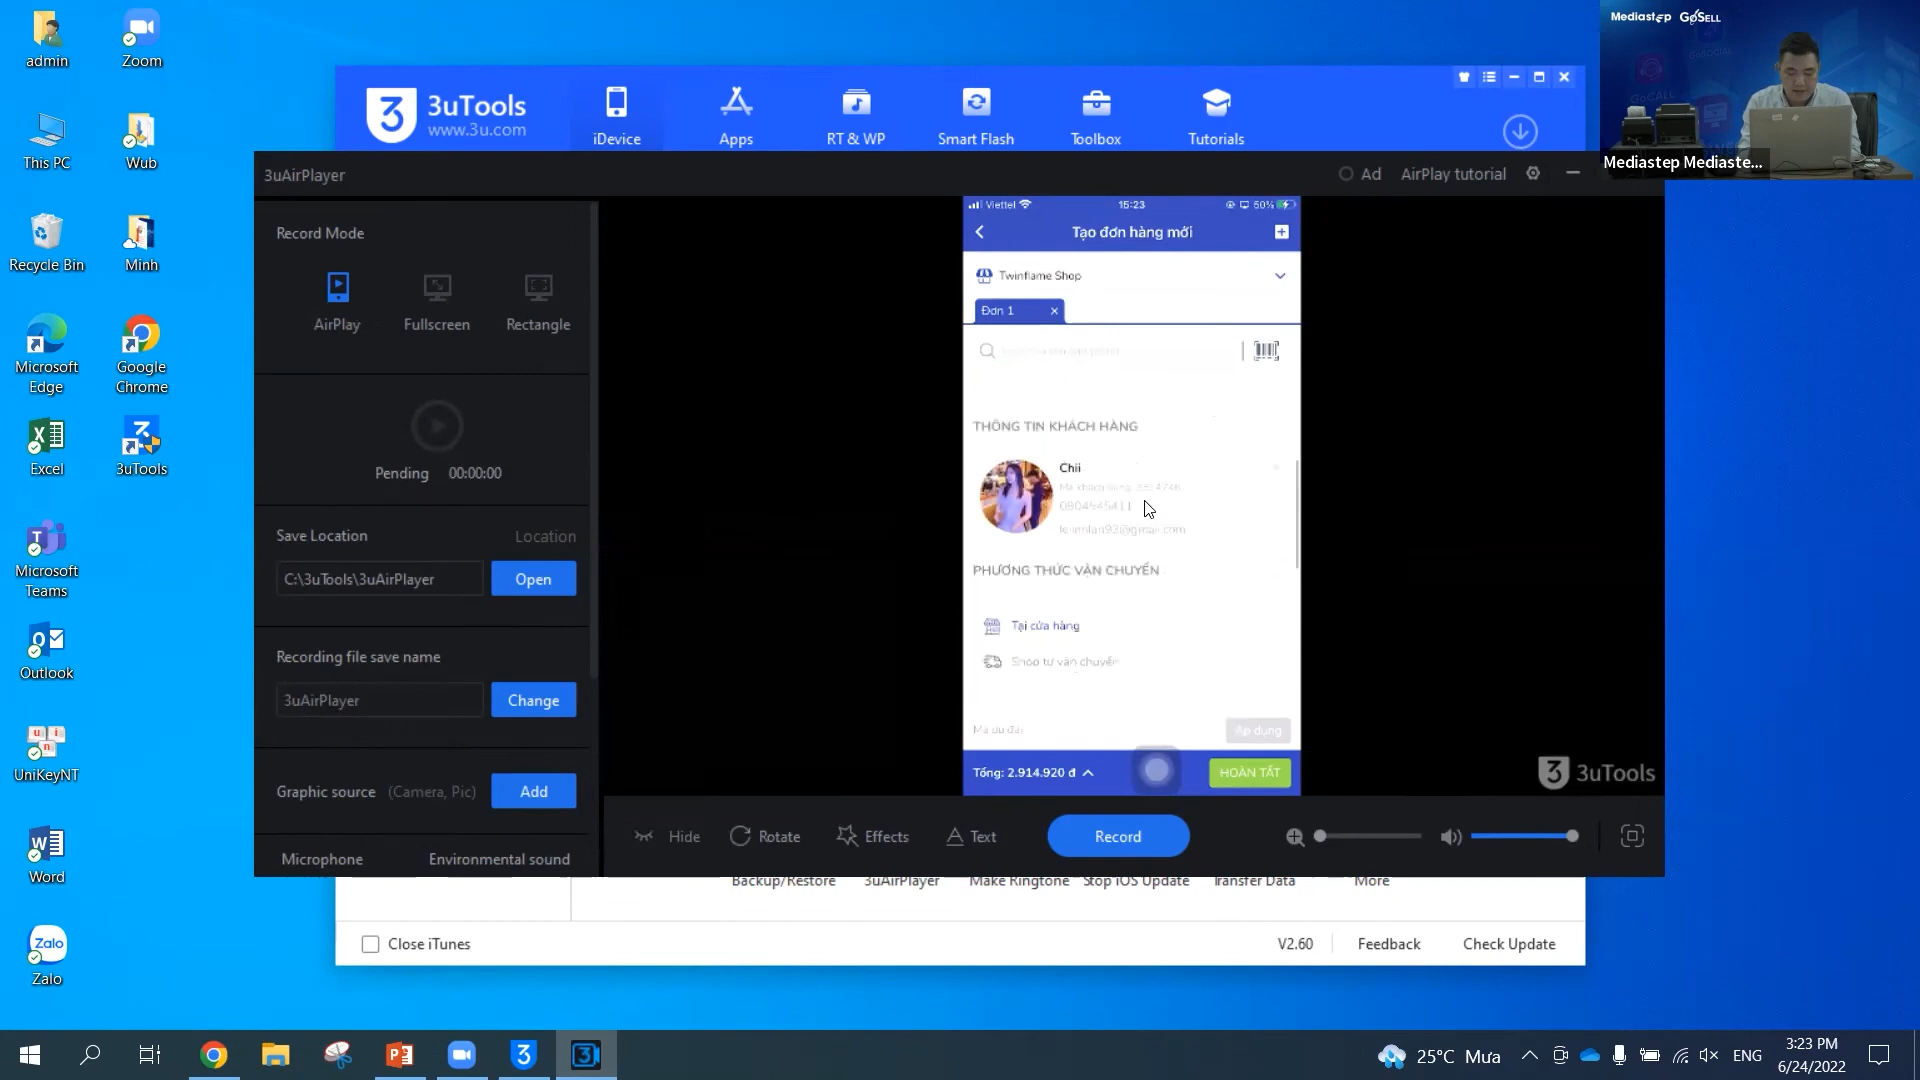 admin
Zoom
This PC
Wub
Recycle Bin
Minh
Microsoft Edge
Google Chrome
Excel
3uTools
Microsoft Teams
Outlook
UniKeyNT
Word
Zalo
Zalo
3uTools
www.3u.com
iDevice
Apps
RT & WP
Smart Flash
Toolbox
Tutorials
Mediastep GoSELL
Mediastep Mediaste...
3uAirPlayer
Ad
AirPlay tutorial
Record Mode
AirPlay
Fullscreen
Rectangle
Pending 00:00:00
Save Location
Location
C:\3uTools\3uAirPlayer
Open
Recording file save name
3uAirPlayer
Change
Graphic source (Camera, Pic)
Add
Microphone
Environmental sound
Viettel
15:23
50%
Tạo đơn hàng mới
Twinflame Shop
Đơn 1
THÔNG TIN KHÁCH HÀNG
Chii
PHƯƠNG THỨC VẬN CHUYỂN
Tại cửa hàng
Shop tự vận chuyển
Mã ưu đãi
Áp dụng
Tổng: 2.914.920 đ
HOÀN TẤT
3uTools
Hide
Rotate
Effects
Text
Record
Backup/Restore
3uAirPlayer
Make Ringtone
Stop iOS Update
Transfer Data
More
Close iTunes
V2.60
Feedback
Check Update
25°C Mưa
ENG
3:23 PM
6/24/2022